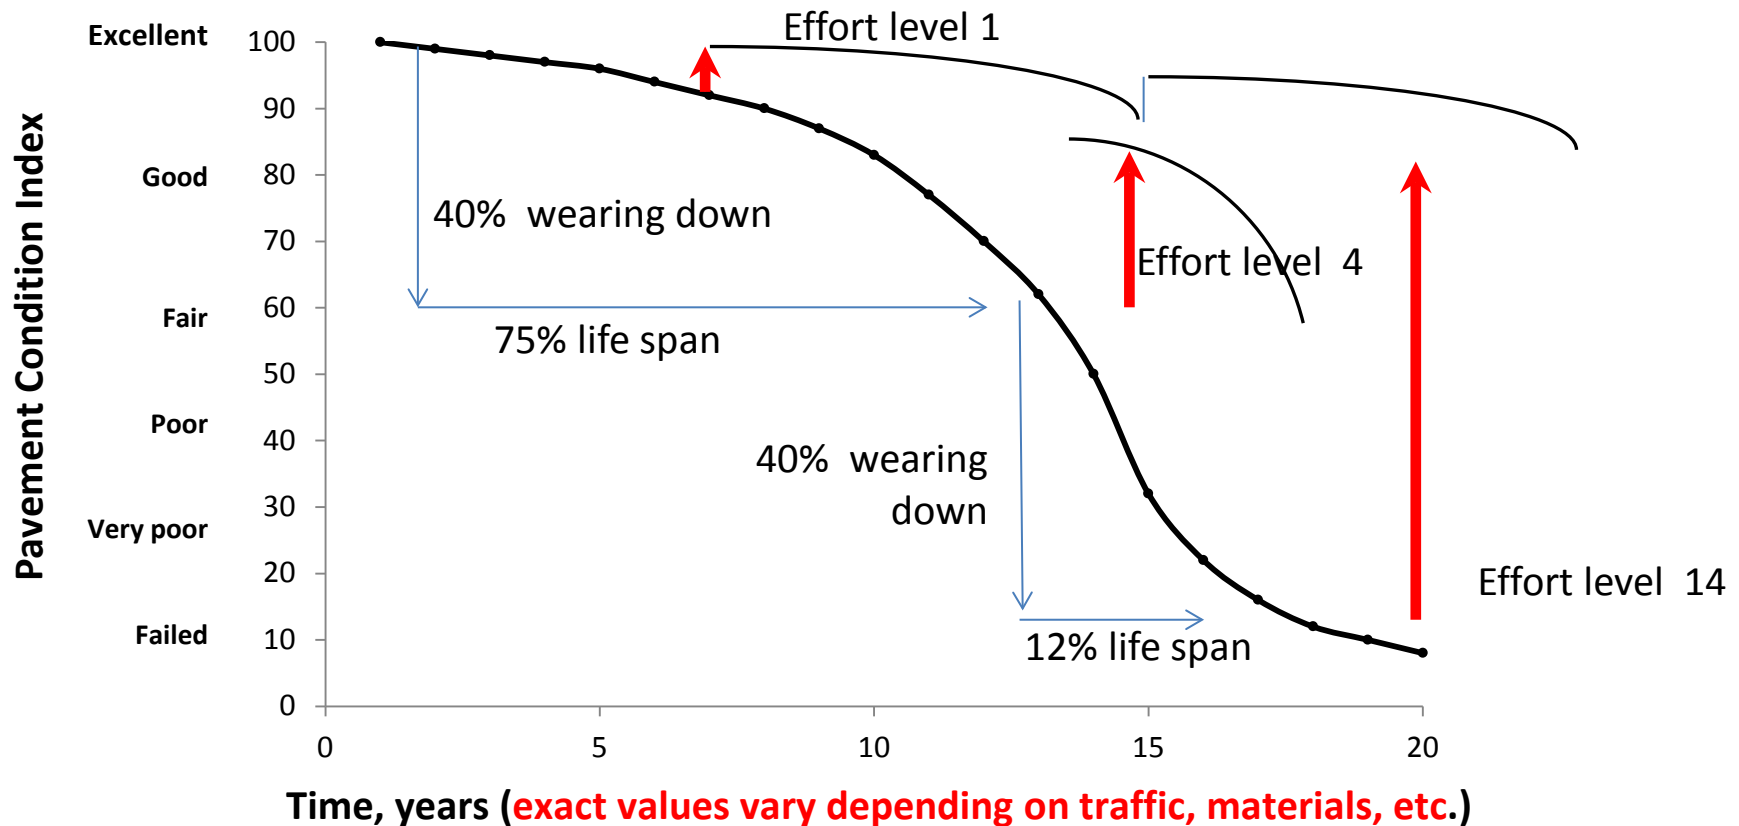 Pavement Condition Index
Excellent
Good
Fair
Poor
Very poor
Failed
100
90
80
70
60
50
40
30
20
10
0
0
5
10
15
20
Effort level 1
40% wearing down
75% life span
Effort level 4
40% wearing
down
12% life span
Effort level 14
Time, years (exact values vary depending on traffic, materials, etc.)